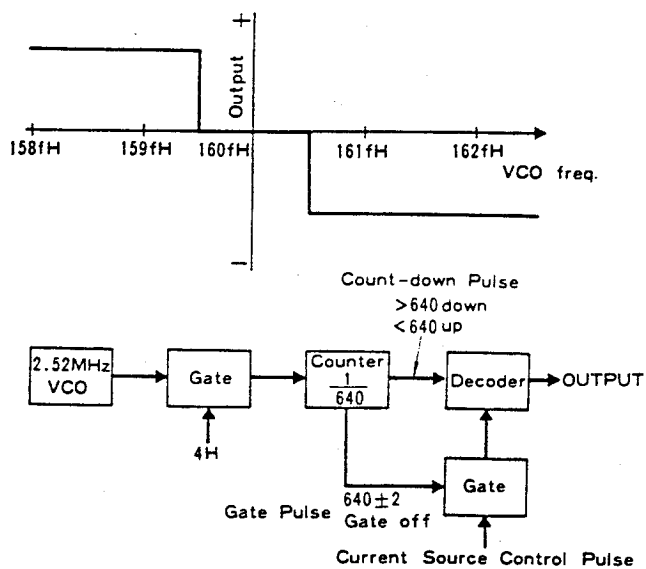 +
Output
158fH 159fH 160fH 161fH 162fH
VCO freq.
−
Count-down Pulse
>640 down
<640 up
2.52MHz
VCO
Gate
Counter
1
640
Decoder
OUTPUT
4H
Gate Pulse 640±2
Gate off
Gate
Current Source Control Pulse